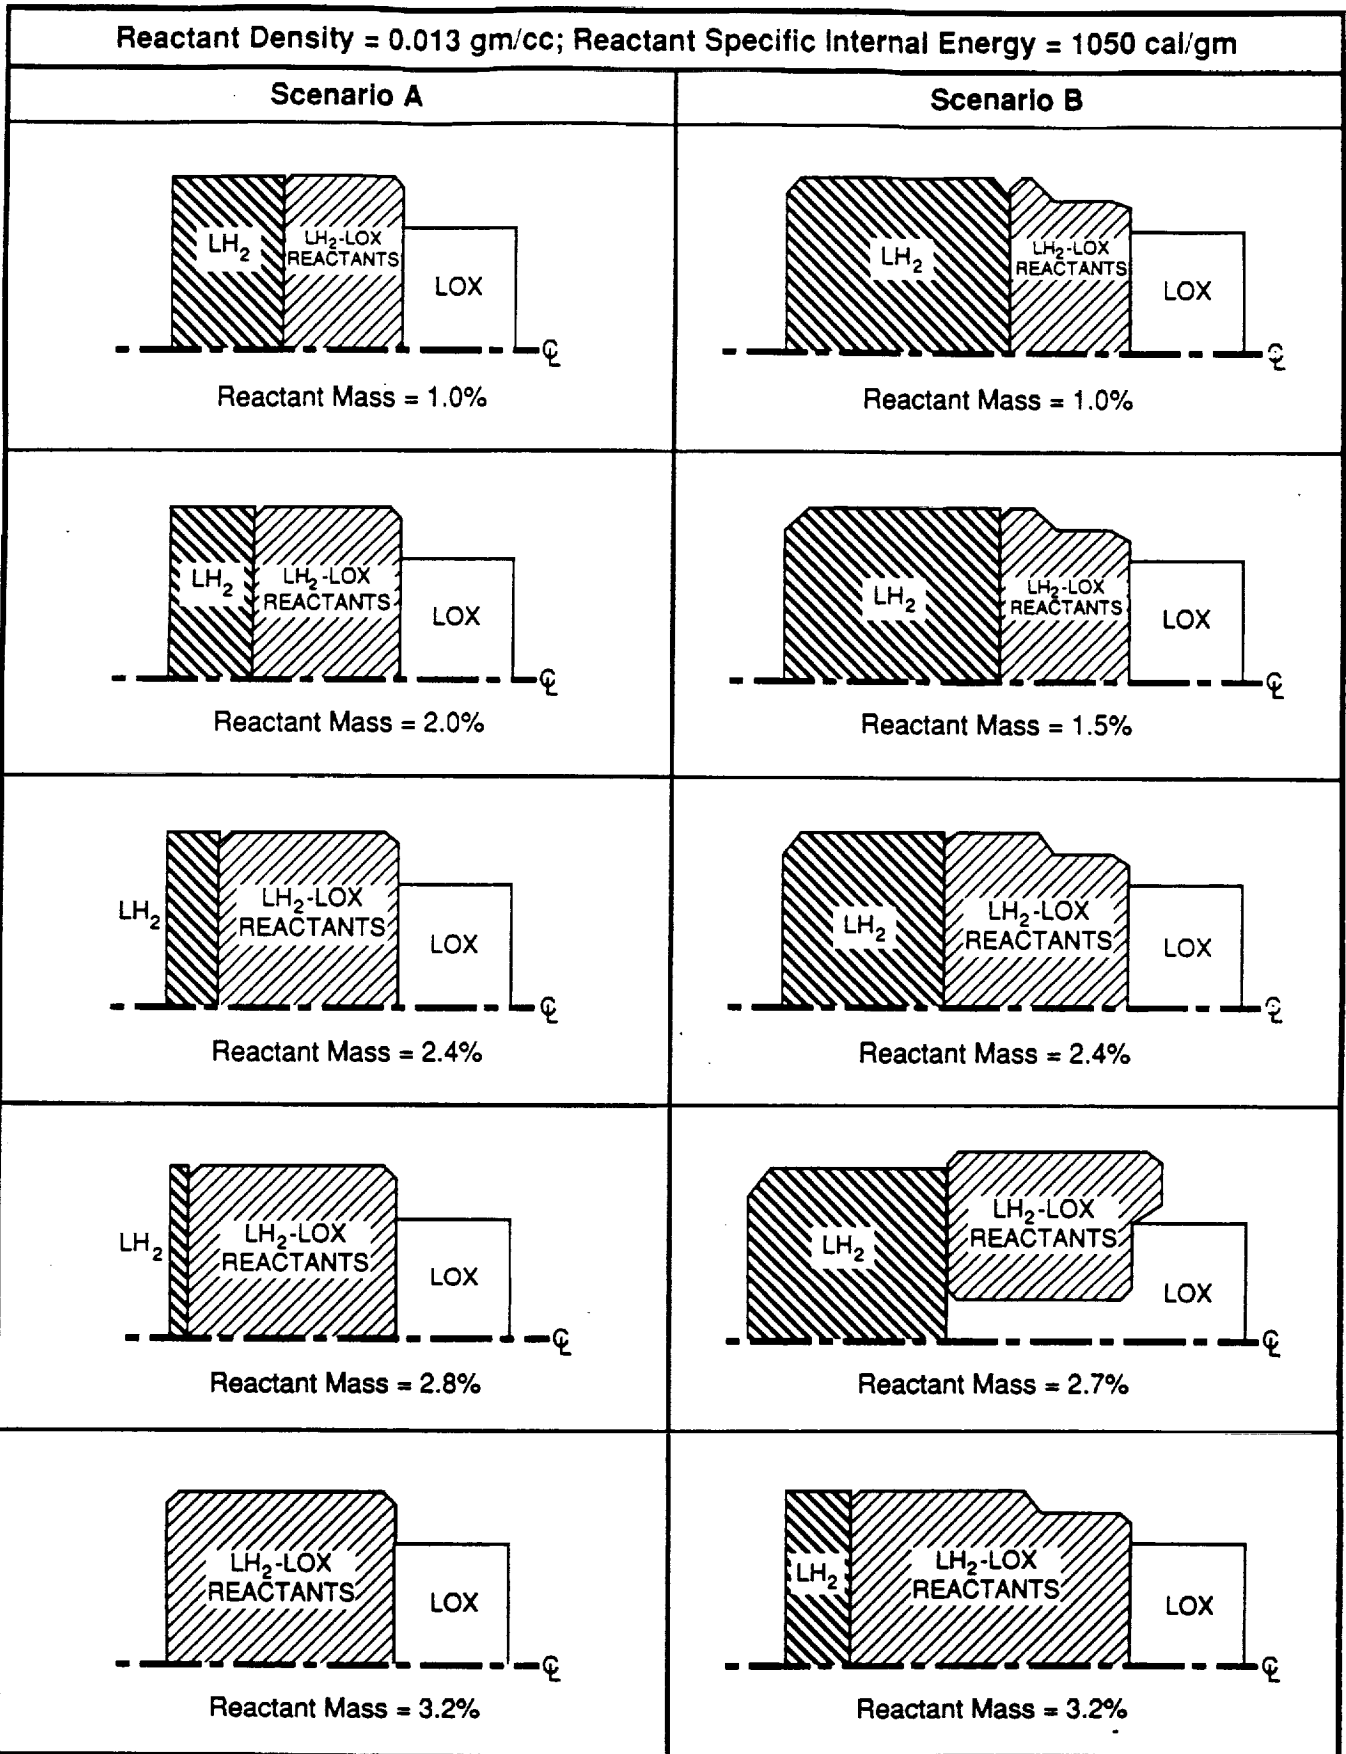 Reactant Density = 0.013 gm/cc; Reactant Specific Internal Energy = 1050 cal/gm
Scenario A
Scenario B
LH₂
LH₂-LOX
REACTANTS
LOX
℄
Reactant Mass = 1.0%
LH₂
LH₂-LOX
REACTANTS
LOX
℄
Reactant Mass = 1.0%
LH₂
LH₂-LOX
REACTANTS
LOX
℄
Reactant Mass = 2.0%
LH₂
LH₂-LOX
REACTANTS
LOX
℄
Reactant Mass = 1.5%
LH₂
LH₂-LOX
REACTANTS
LOX
℄
Reactant Mass = 2.4%
LH₂
LH₂-LOX
REACTANTS
LOX
℄
Reactant Mass = 2.4%
LH₂
LH₂-LOX
REACTANTS
LOX
℄
Reactant Mass = 2.8%
LH₂
LH₂-LOX
REACTANTS
LOX
℄
Reactant Mass = 2.7%
LH₂-LOX
REACTANTS
LOX
℄
Reactant Mass = 3.2%
LH₂
LH₂-LOX
REACTANTS
LOX
℄
Reactant Mass = 3.2%